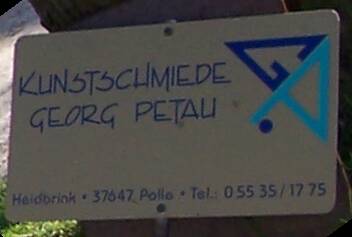 KUNSTSCHMIEDE
GEORG PETAU
Heidbrink • 37647 Polle • Tel.: 0 55 35 / 17 75